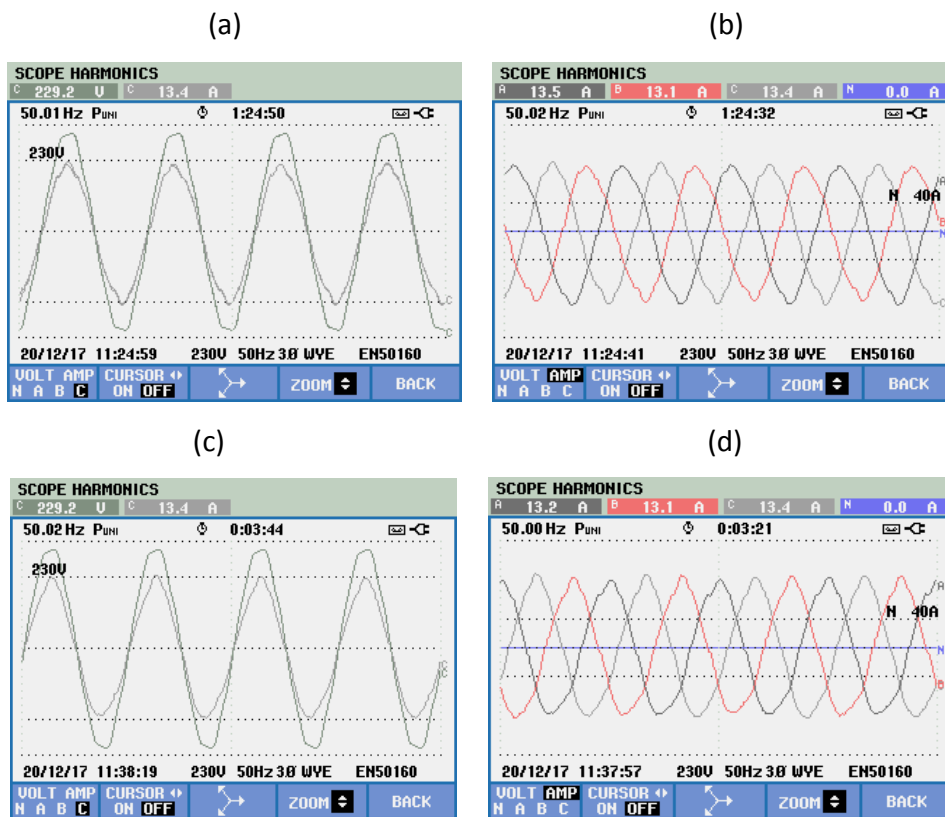 (a)
SCOPE HARMONICS
C 229.2 V C 13.4 A
50.01 Hz PUNI 1:24:50
230V
C
C
20/12/17 11:24:59 230V 50Hz 3Ø WYE EN50160
VOLT AMP CURSOR
N A B C ON OFF ZOOM BACK
(b)
SCOPE HARMONICS
A 13.5 A B 13.1 A C 13.4 A N 0.0 A
50.02 Hz PUNI 1:24:32
A
N 40A
B
N
C
20/12/17 11:24:41 230V 50Hz 3Ø WYE EN50160
VOLT AMP CURSOR
N A B C ON OFF ZOOM BACK
(c)
SCOPE HARMONICS
C 229.2 V C 13.4 A
50.02 Hz PUNI 0:03:44
230V
C
C
20/12/17 11:38:19 230V 50Hz 3Ø WYE EN50160
VOLT AMP CURSOR
N A B C ON OFF ZOOM BACK
(d)
SCOPE HARMONICS
A 13.2 A B 13.1 A C 13.4 A N 0.0 A
50.00 Hz PUNI 0:03:21
A
N 40A
N
B
20/12/17 11:37:57 230V 50Hz 3Ø WYE EN50160
VOLT AMP CURSOR
N A B C ON OFF ZOOM BACK